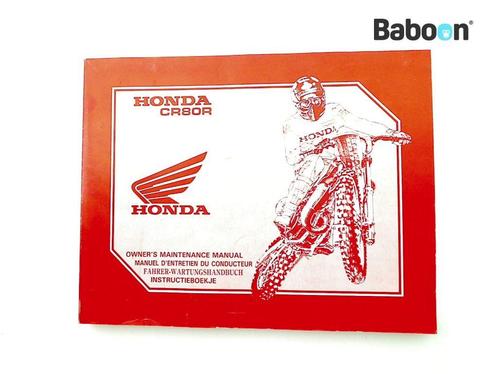 Baboon
HONDA
CR80R
HONDA
HONDA
OWNER'S MAINTENANCE MANUAL
MANUEL D'ENTRETIEN DU CONDUCTEUR
FAHRER-WARTUNGSHANDBUCH
INSTRUCTIEBOEKJE